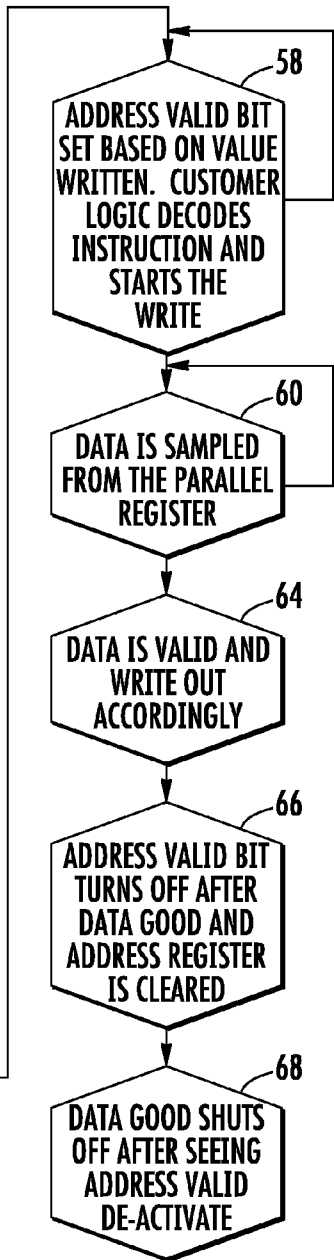 58
ADDRESS VALID BIT
SET BASED ON VALUE
WRITTEN. CUSTOMER
LOGIC DECODES
INSTRUCTION AND
STARTS THE
WRITE
60
DATA IS SAMPLED
FROM THE PARALLEL
REGISTER
64
DATA IS VALID AND
WRITE OUT
ACCORDINGLY
66
ADDRESS VALID BIT
TURNS OFF AFTER
DATA GOOD AND
ADDRESS REGISTER
IS CLEARED
68
DATA GOOD SHUTS
OFF AFTER SEEING
ADDRESS VALID
DE-ACTIVATE